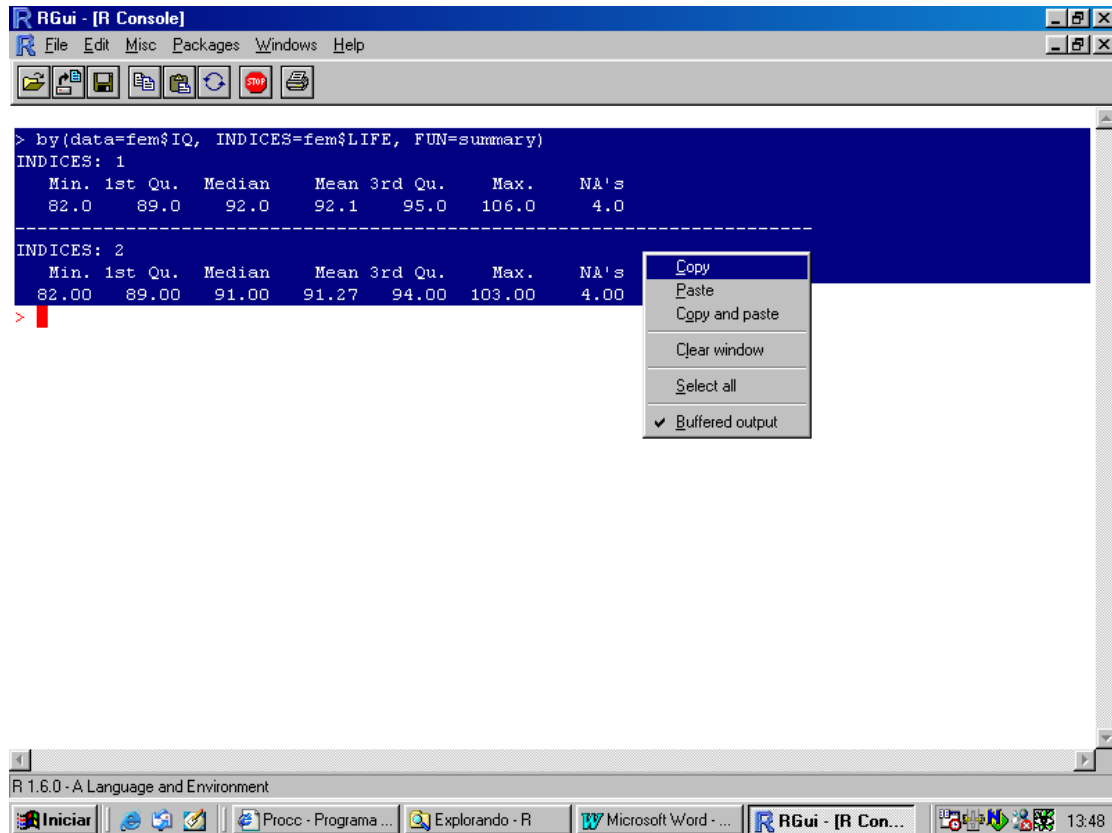 RGui - [R Console]
File Edit Misc Packages Windows Help
STOP
> by(data=fem$IQ, INDICES=fem$LIFE, FUN=summary)
INDICES: 1
Min. 1st Qu. Median Mean 3rd Qu. Max. NA's
82.0 89.0 92.0 92.1 95.0 106.0 4.0
------------------------------------------------------------------------
INDICES: 2
Min. 1st Qu. Median Mean 3rd Qu. Max. NA's
82.00 89.00 91.00 91.27 94.00 103.00 4.00
>
Copy
Paste
Copy and paste
Clear window
Select all
Buffered output
R 1.6.0 - A Language and Environment
Iniciar Procc - Programa ... Explorando - R Microsoft Word - ... RGui - [R Con... 13:48